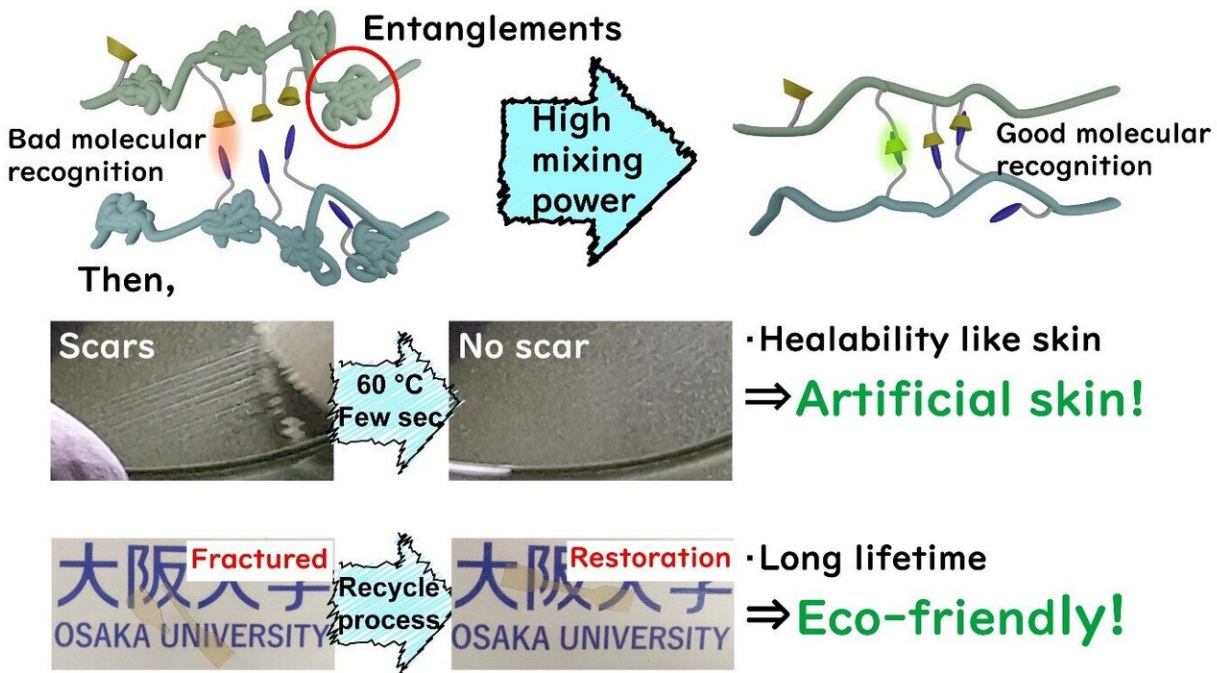 Entanglements
Bad molecular
recognition
High
mixing
power
Good molecular
recognition
Then,
Scars
60 °C
Few sec
No scar
·Healability like skin
⇒Artificial skin!
Fractured
大阪大学
OSAKA UNIVERSITY
Recycle
process
Restoration
大阪大学
OSAKA UNIVERSITY
·Long lifetime
⇒Eco-friendly!